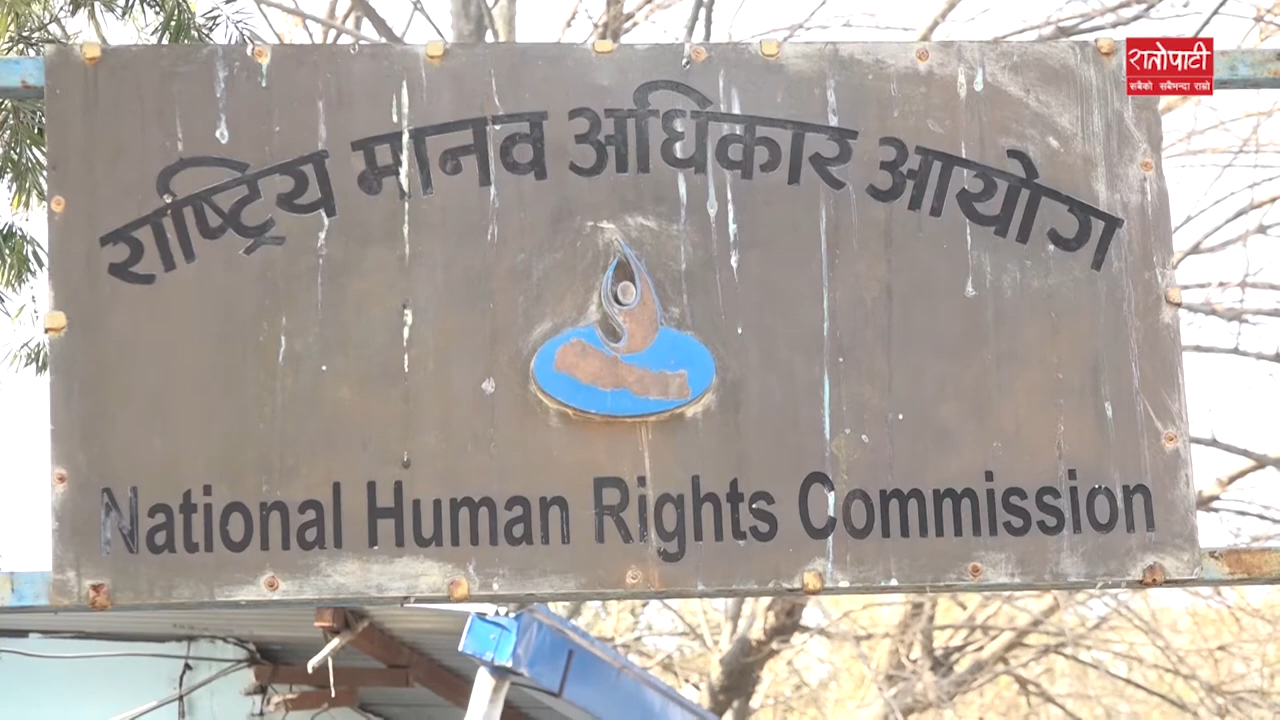 रातोपाटी
सबैको सबैभन्दा राम्रो
राष्ट्रिय मानव अधिकार आयोग
National Human Rights Commission